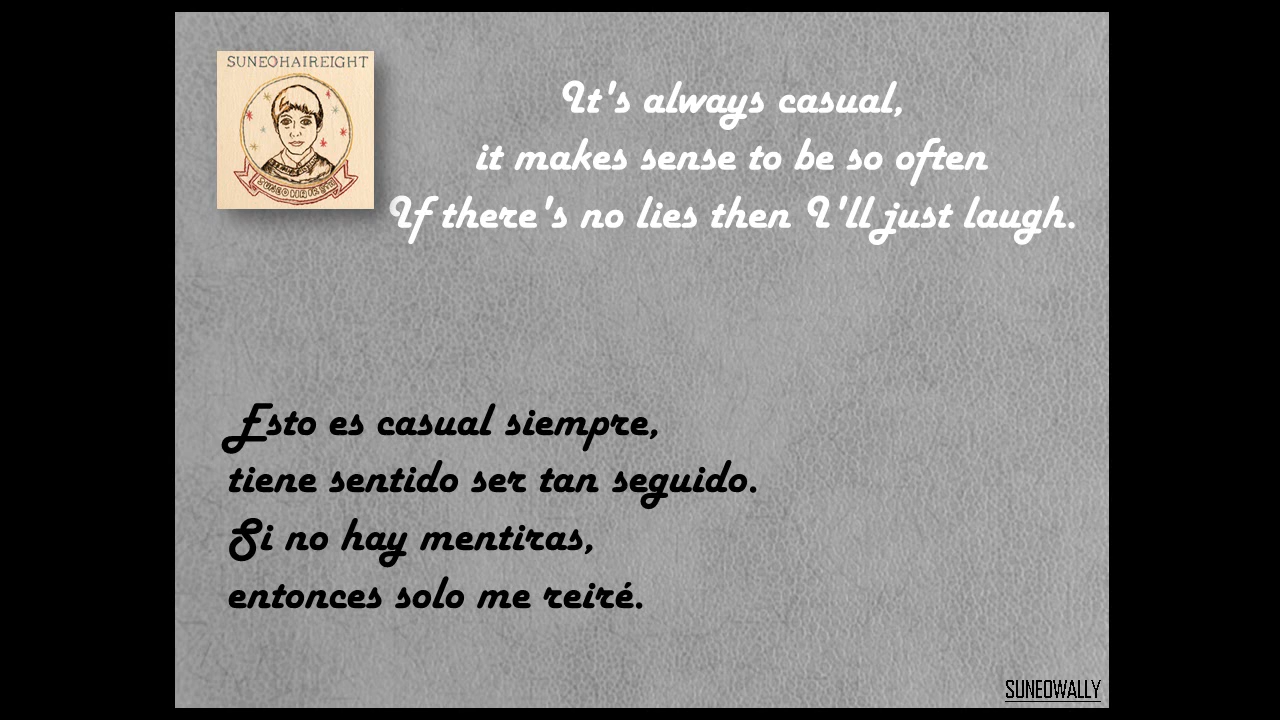 SUNEOHAIREIGHT
SUNEOHAIR
It's always casual,
it makes sense to be so often
If there's no lies then I'll just laugh.
Esto es casual siempre,
tiene sentido ser tan seguido.
Si no hay mentiras,
entonces solo me reiré.
SUNEOWALLY